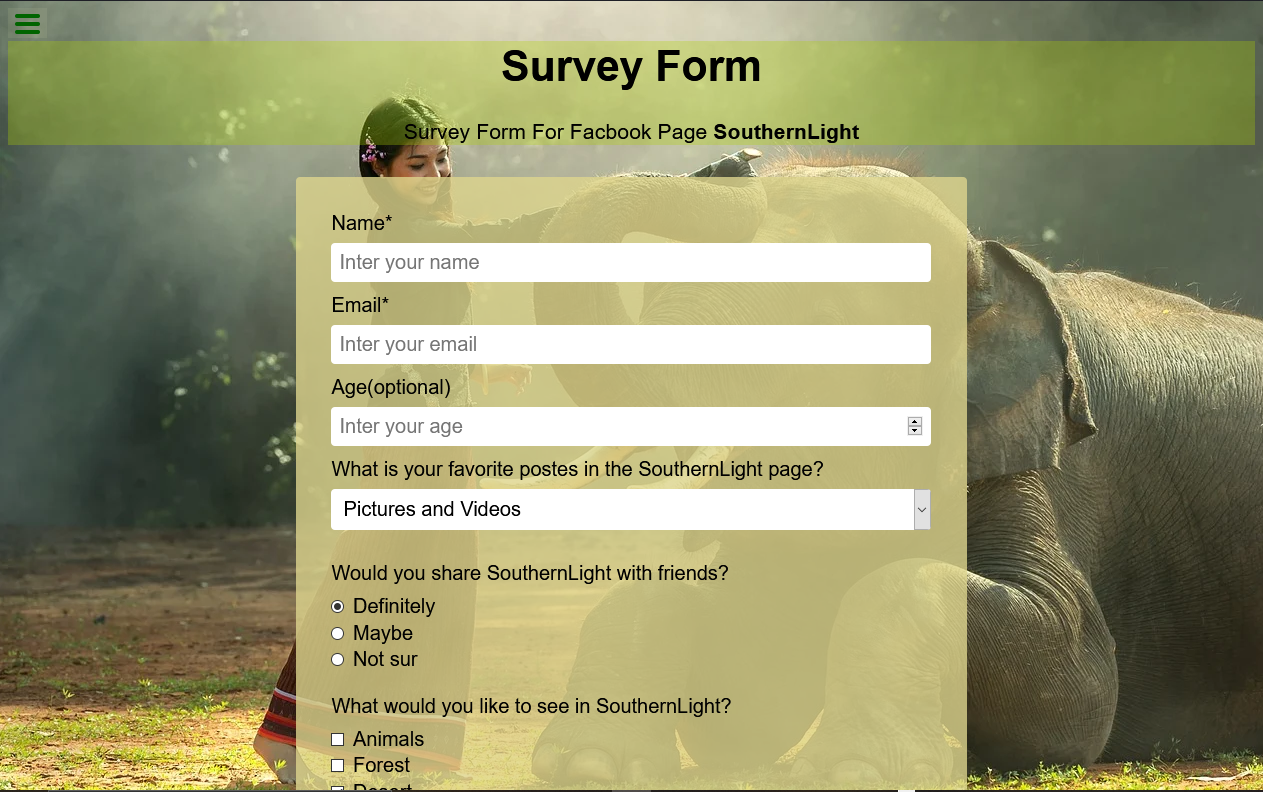 Survey Form
Survey Form For Facbook Page SouthernLight
Name*
Inter your name
Email*
Inter your email
Age(optional)
Inter your age
What is your favorite postes in the SouthernLight page?
Pictures and Videos
Would you share SouthernLight with friends?
Definitely
Maybe
Not sur
What would you like to see in SouthernLight?
Animals
Forest
Desert